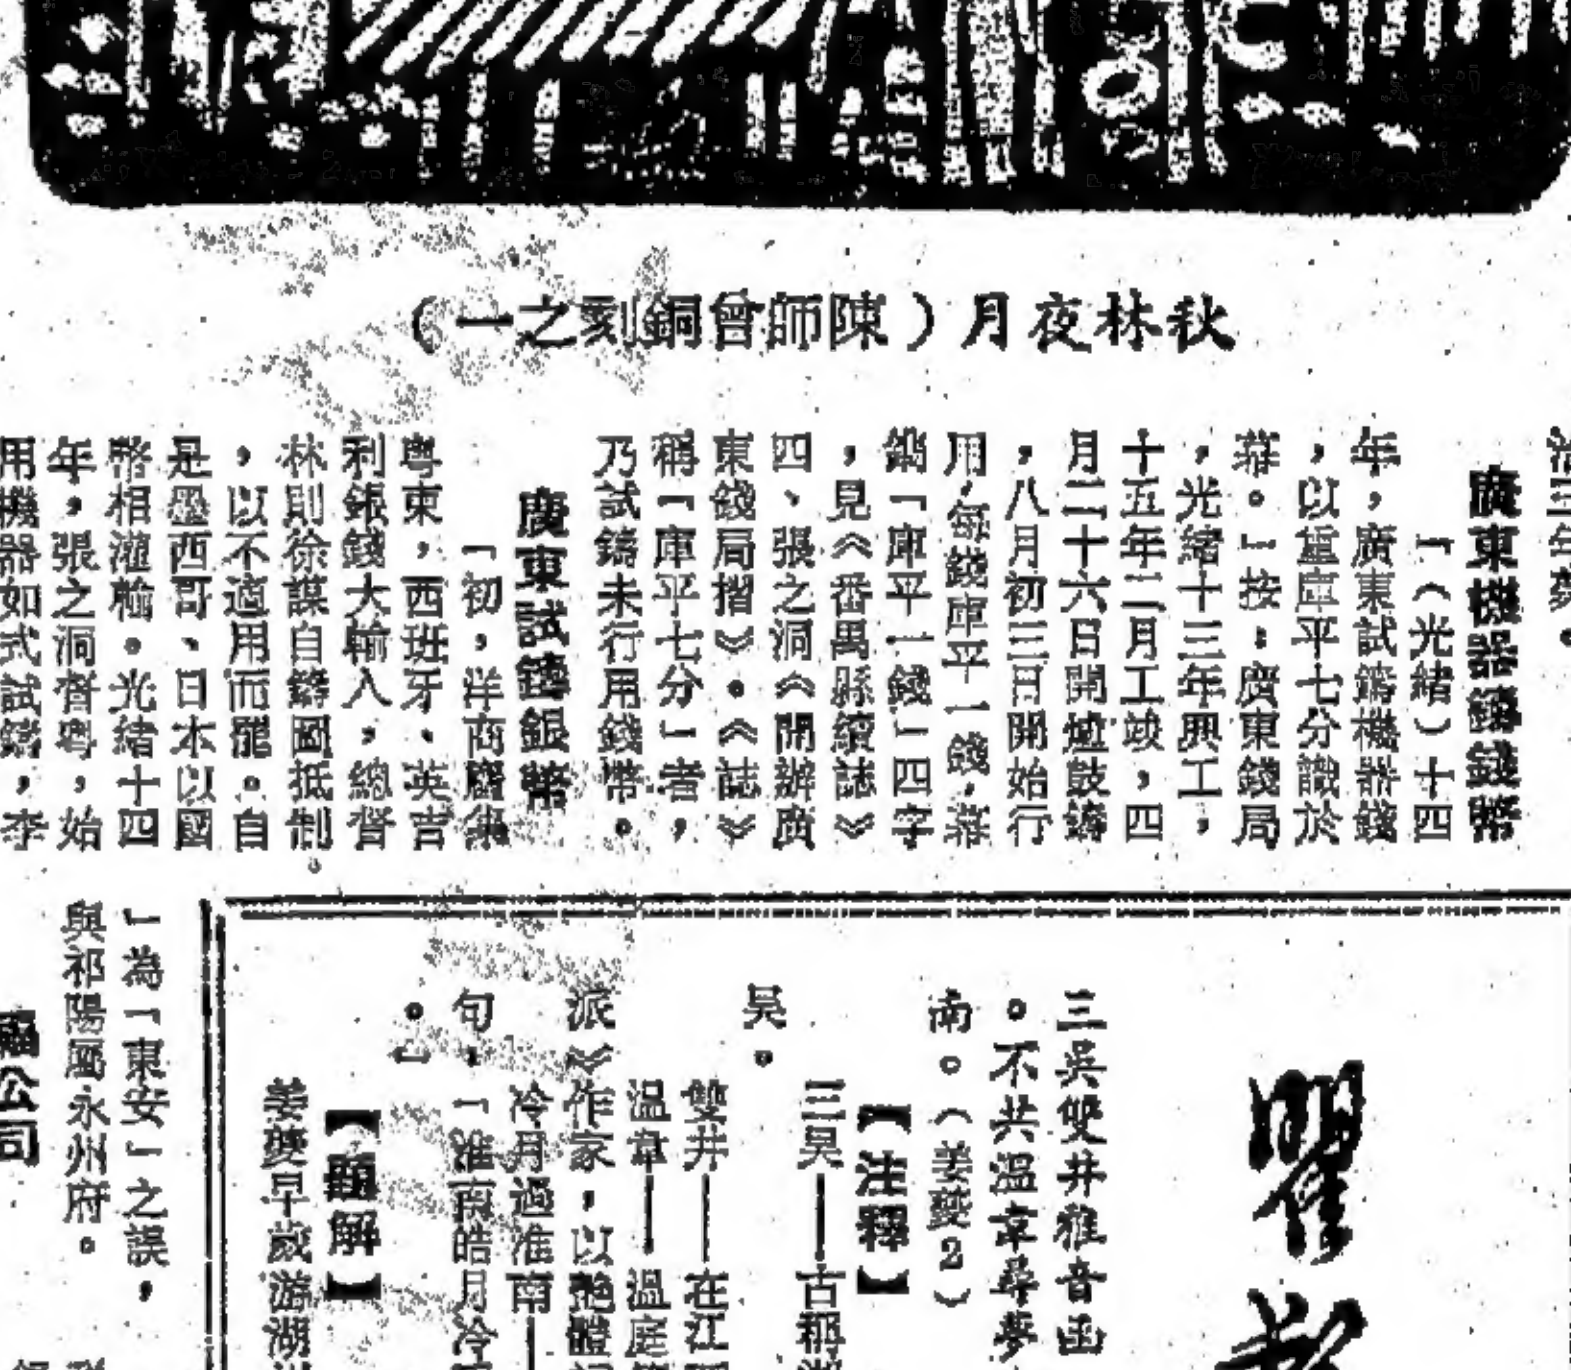 秋林夜月（陳師曾銅刻之一）
廣東機器鑄錢幣
「（光緒）十四
年，廣東試鑄機器錢
，以重庫平七分識於
幕。」按：廣東錢局
，光緒十三年興工，
十五年二月工竣，四
月二十六日開爐鼓鑄
，八月初三日開始行
用，每錢庫平一錢，幕
鑄「庫平一錢」四字
，見《番禺縣續誌》
四、張之洞《開辦廣
東錢局摺》。《誌》
稱「庫平七分」者，
乃試鑄未行用錢幣。
廣東試鑄銀幣
「初，洋商麕集
粵東，西班牙、英吉
利銀錢大輸入，總督
林則徐謀自鑄圖抵制
，以不適用而罷。自
是墨西哥、日本以國
幣相灌輸。光緒十四
年，張之洞督粵，始
用機器如式試鑄，李
三吳雙井雅音函
。不共溫韋尋夢
南。（姜夔2）
【注釋】
三吳——古稱
吳。
雙井——在江
溫韋——溫庭
派》作家，以艷體
冷月過淮南——
句，「淮南皓月冷
。」
【題解】
姜夔早歲游湖
」為「東安」之誤，
與祁陽屬永州府。
公司